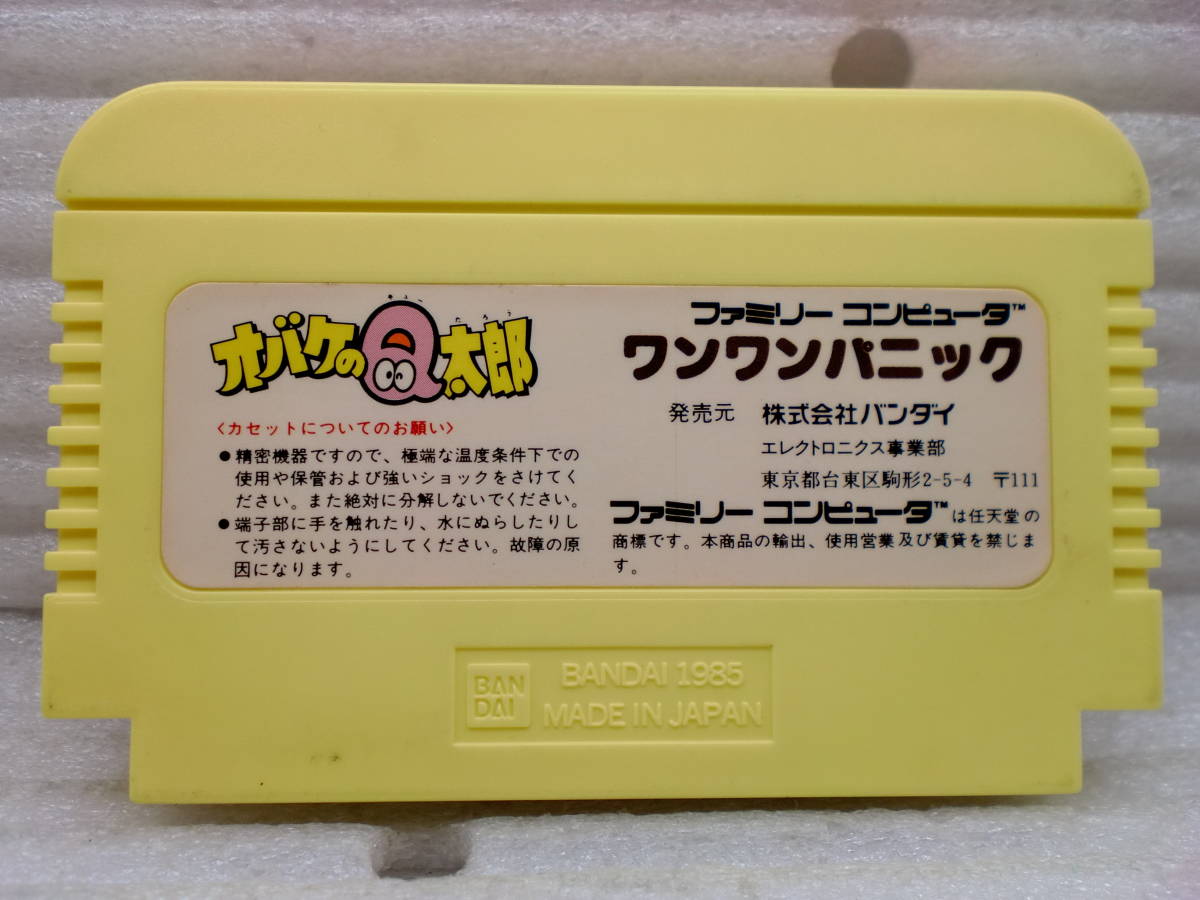 キュー たろう
オバケのQ太郎
〈カセットについてのお願い〉
●精密機器ですので、極端な温度条件下での
使用や保管および強いショックをさけてく
ださい。また絶対に分解しないでください。
●端子部に手を触れたり、水にぬらしたりし
て汚さないようにしてください。故障の原
因になります。
ファミリー コンピュータ™
ワンワンパニック
発売元 株式会社バンダイ
エレクトロニクス事業部
東京都台東区駒形2-5-4 〒111
ファミリー コンピュータ™は任天堂の
商標です。本商品の輸出、使用営業及び賃貸を禁じま
す。
BAN
DAI
BANDAI 1985
MADE IN JAPAN